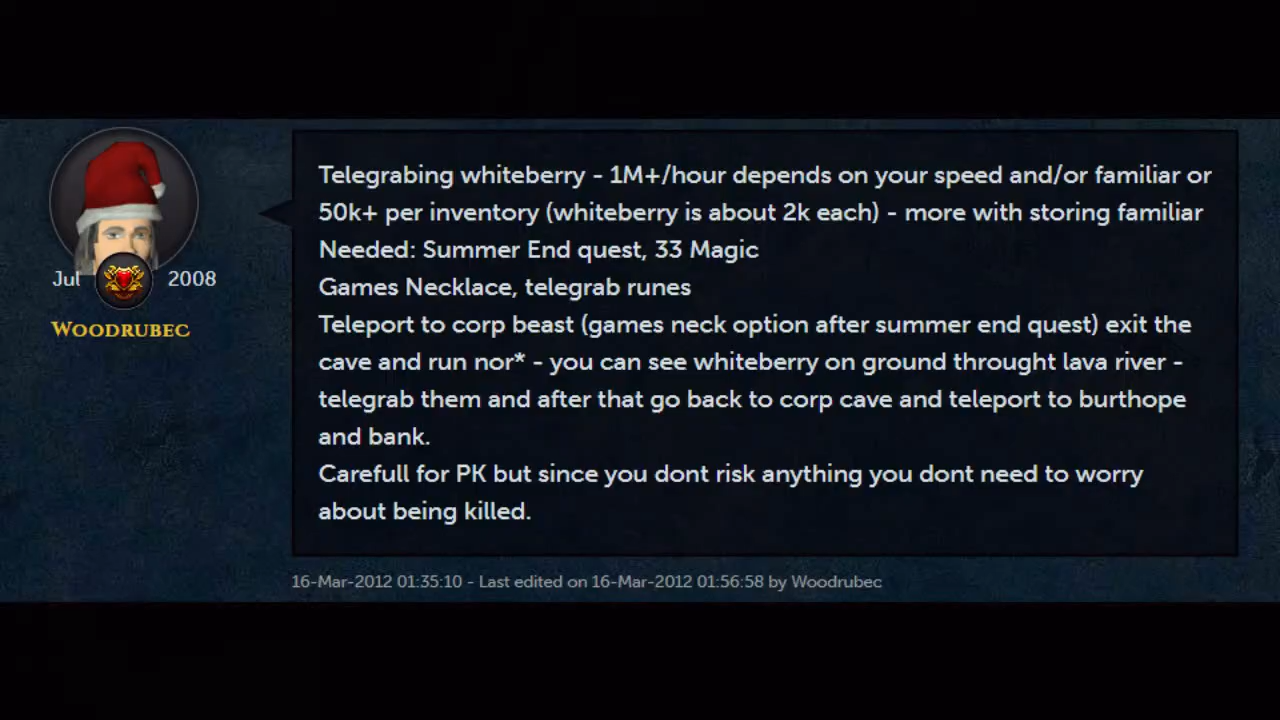 Telegrabing whiteberry - 1M+/hour depends on your speed and/or familiar or
50k+ per inventory (whiteberry is about 2k each) - more with storing familiar
Needed: Summer End quest, 33 Magic
Games Necklace, telegrab runes
Teleport to corp beast (games neck option after summer end quest) exit the
cave and run nor* - you can see whiteberry on ground throught lava river -
telegrab them and after that go back to corp cave and teleport to burthope
and bank.
Carefull for PK but since you dont risk anything you dont need to worry
about being killed.
Jul 2008
Woodrubec
16-Mar-2012 01:35:10 - Last edited on 16-Mar-2012 01:56:58 by Woodrubec